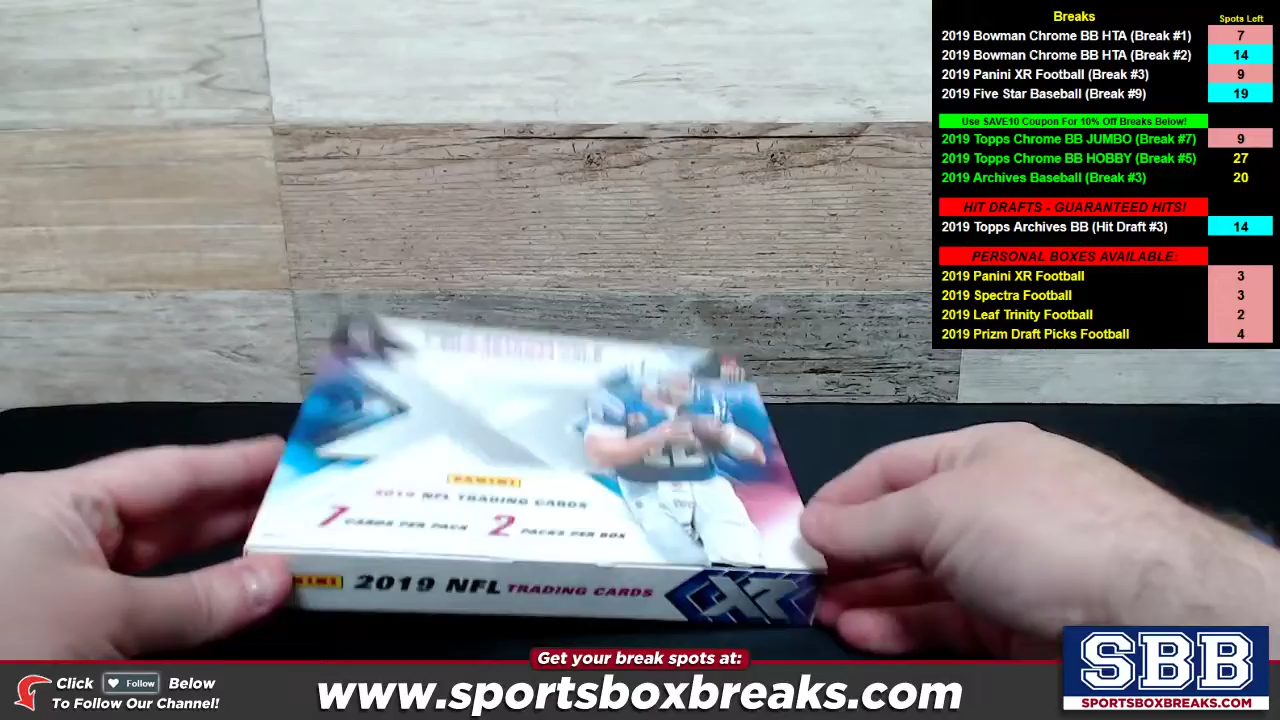 Breaks
Spots Left
2019 Bowman Chrome BB HTA (Break #1) 7
2019 Bowman Chrome BB HTA (Break #2) 14
2019 Panini XR Football (Break #3) 9
2019 Five Star Baseball (Break #9) 19
Use SAVE10 Coupon For 10% Off Breaks Below!
2019 Topps Chrome BB JUMBO (Break #7) 9
2019 Topps Chrome BB HOBBY (Break #5) 27
2019 Archives Baseball (Break #3) 20
HIT DRAFTS - GUARANTEED HITS!
2019 Topps Archives BB (Hit Draft #3) 14
PERSONAL BOXES AVAILABLE:
2019 Panini XR Football 3
2019 Spectra Football 3
2019 Leaf Trinity Football 2
2019 Prizm Draft Picks Football 4
PANINI
2019 NFL TRADING CARDS
7 CARDS PER PACK 2 PACKS PER BOX
2019 NFL TRADING CARDS
XR
Get your break spots at:
Click Follow Below
To Follow Our Channel!
www.sportsboxbreaks.com
SBB
SPORTSBOXBREAKS.COM